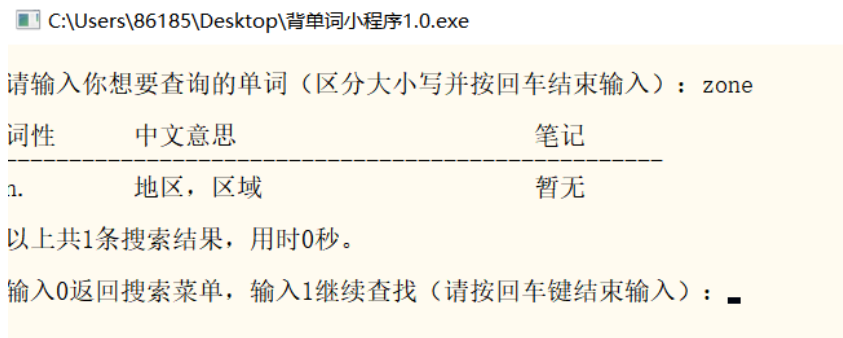 C:\Users\86185\Desktop\背单词小程序1.0.exe
请输入你想要查询的单词（区分大小写并按回车结束输入）：zone
词性 中文意思 笔记
-----------------------------------------------------
n. 地区，区域 暂无
以上共1条搜索结果，用时0秒。
输入0返回搜索菜单，输入1继续查找（请按回车键结束输入）：